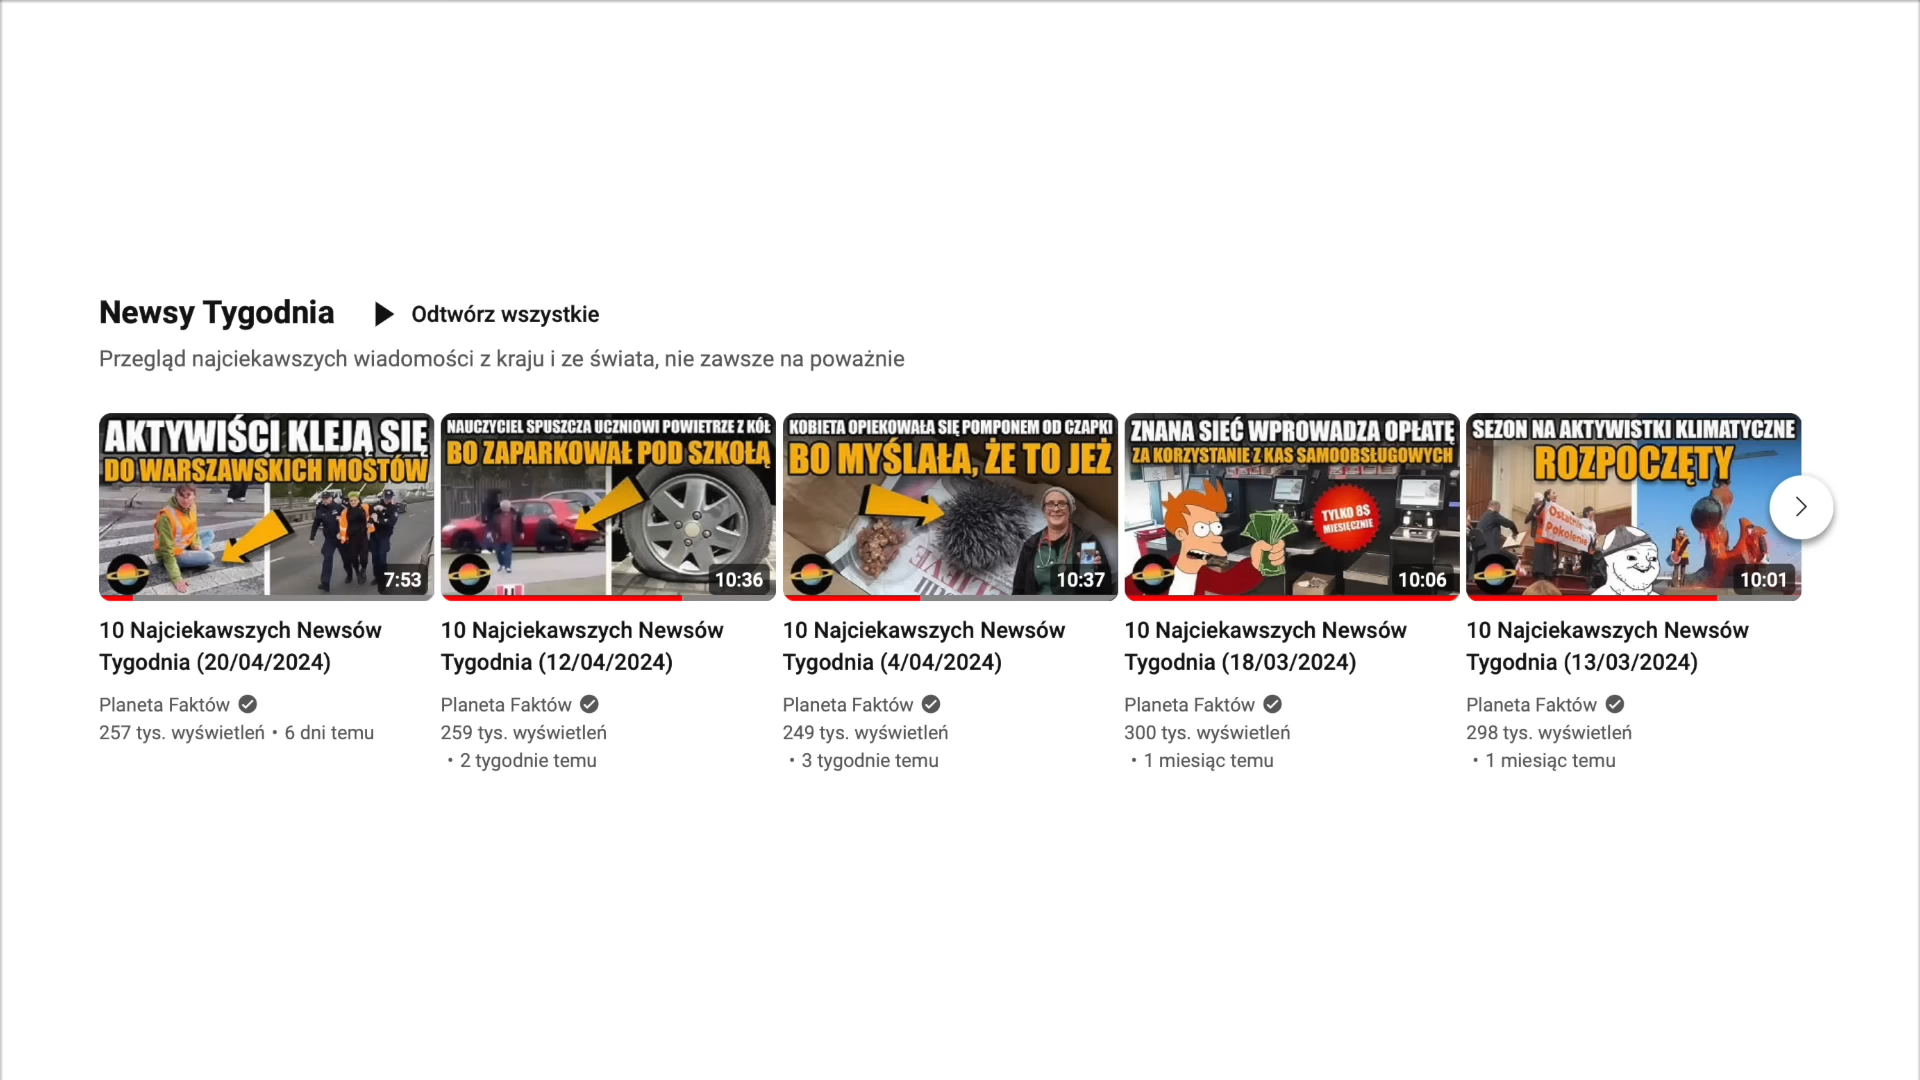 Newsy Tygodnia
Odtwórz wszystkie
Przegląd najciekawszych wiadomości z kraju i ze świata, nie zawsze na poważnie
AKTYWIŚCI KLEJĄ SIĘ
DO WARSZAWSKICH MOSTÓW
7:53
10 Najciekawszych Newsów
Tygodnia (20/04/2024)
Planeta Faktów
257 tys. wyświetleń • 6 dni temu
NAUCZYCIEL SPUSZCZA UCZNIOWI POWIETRZE Z KÓŁ
BO ZAPARKOWAŁ POD SZKOŁĄ
10:36
10 Najciekawszych Newsów
Tygodnia (12/04/2024)
Planeta Faktów
259 tys. wyświetleń
• 2 tygodnie temu
KOBIETA OPIEKOWAŁA SIĘ POMPONEM OD CZAPKI
BO MYŚLAŁA, ŻE TO JEŻ
10:37
10 Najciekawszych Newsów
Tygodnia (4/04/2024)
Planeta Faktów
249 tys. wyświetleń
• 3 tygodnie temu
ZNANA SIEĆ WPROWADZA OPŁATĘ
ZA KORZYSTANIE Z KAS SAMOOBSŁUGOWYCH
TYLKO 8$
MIESIĘCZNIE
10:06
10 Najciekawszych Newsów
Tygodnia (18/03/2024)
Planeta Faktów
300 tys. wyświetleń
• 1 miesiąc temu
SEZON NA AKTYWISTKI KLIMATYCZNE
ROZPOCZĘTY
Ostatnie
Pokolenie
10:01
10 Najciekawszych Newsów
Tygodnia (13/03/2024)
Planeta Faktów
298 tys. wyświetleń
• 1 miesiąc temu